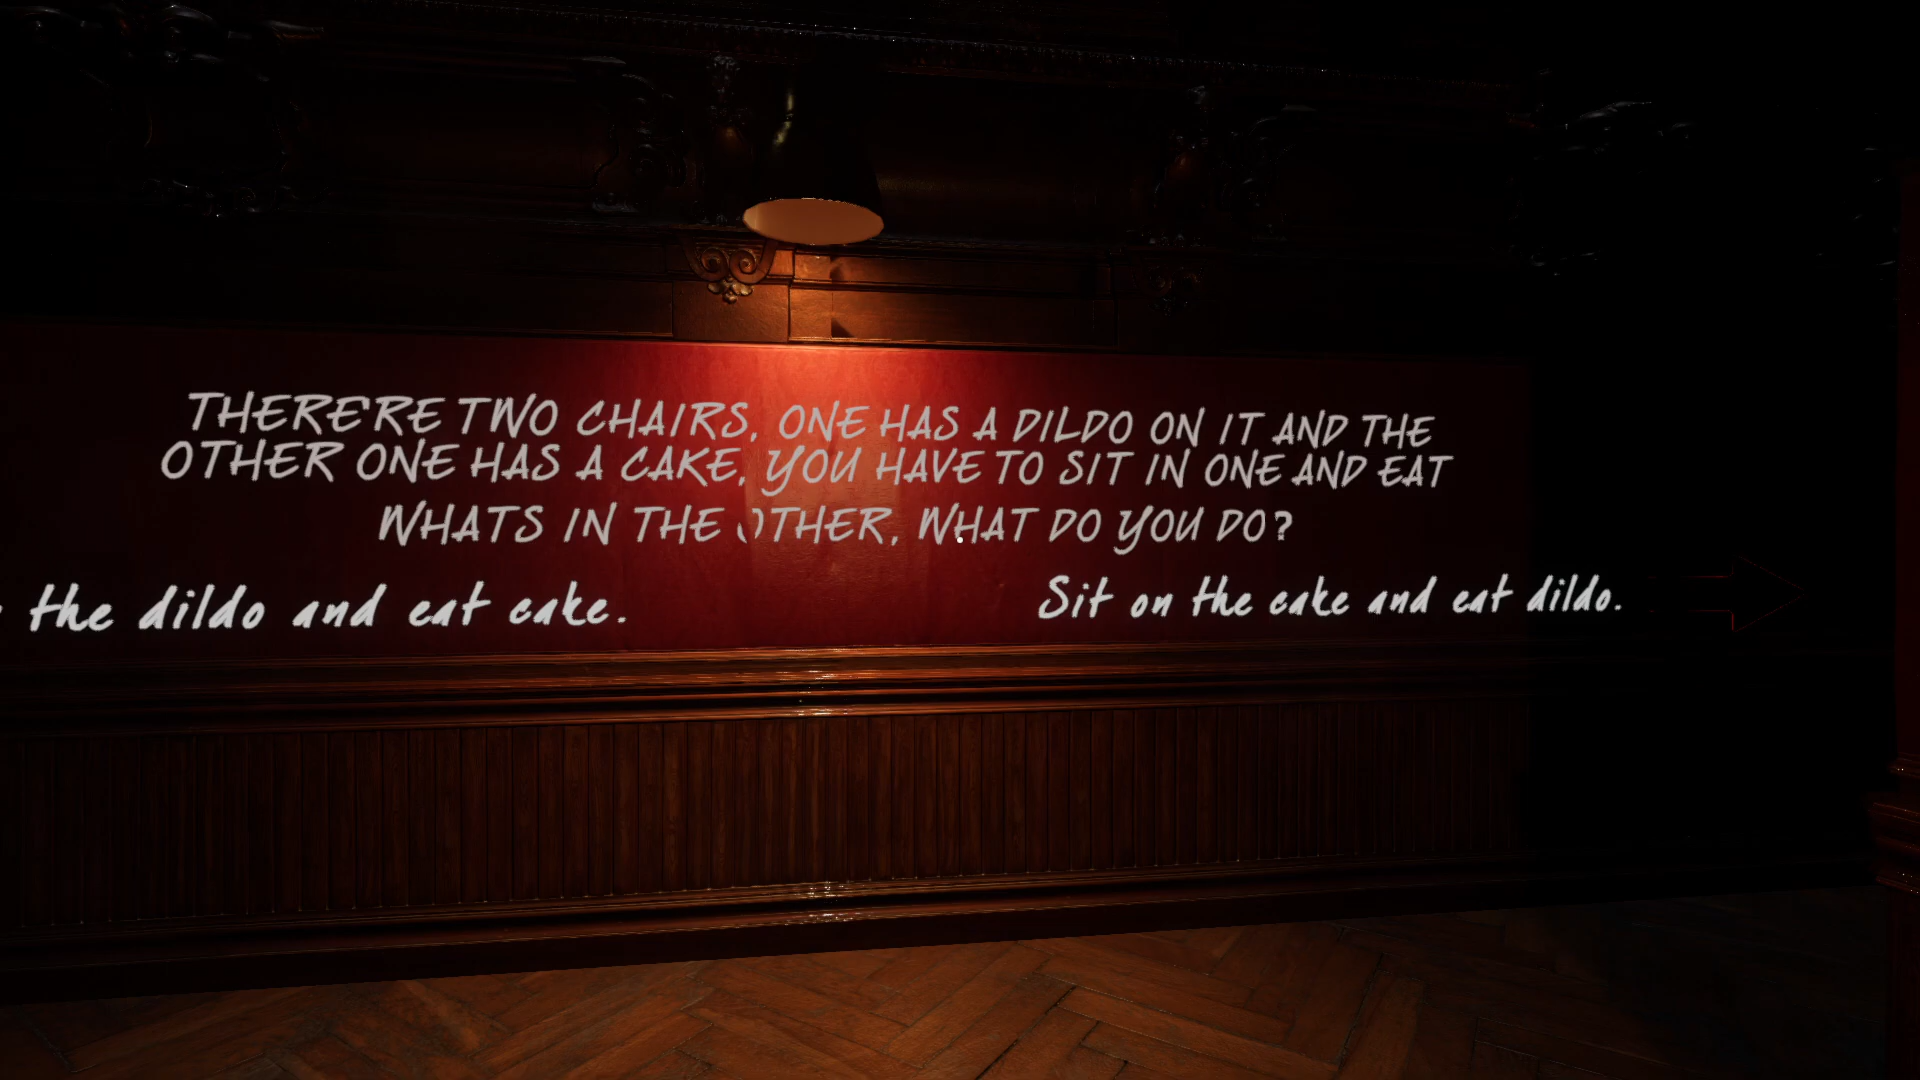 THERE'RE TWO CHAIRS, ONE HAS A DILDO ON IT AND THE
OTHER ONE HAS A CAKE, YOU HAVE TO SIT IN ONE AND EAT
WHATS IN THE OTHER, WHAT DO YOU DO?
the dildo and eat cake.
Sit on the cake and eat dildo.